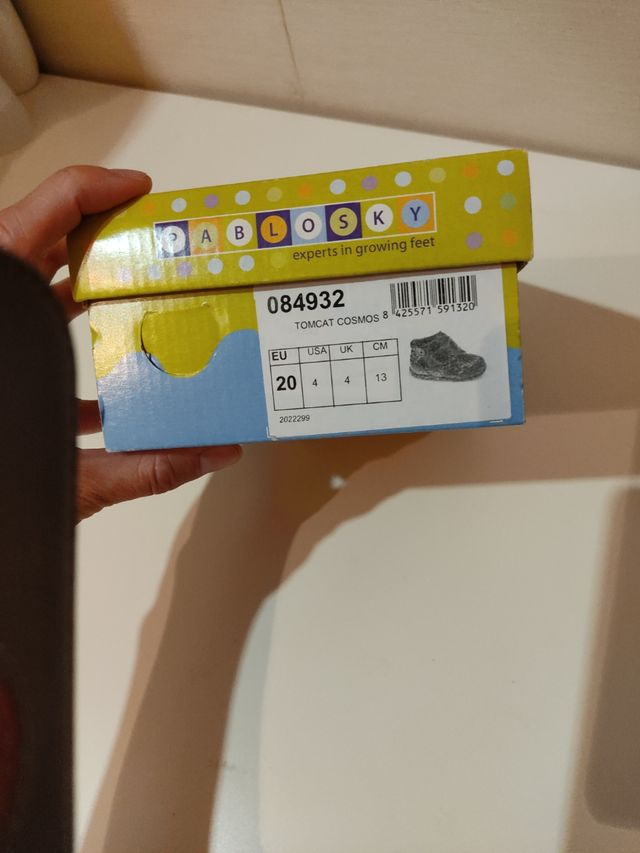 PABLOSKY
experts in growing feet
084932
TOMCAT COSMOS
8 425571 591320
EU USA UK CM
20 4 4 13
2022299